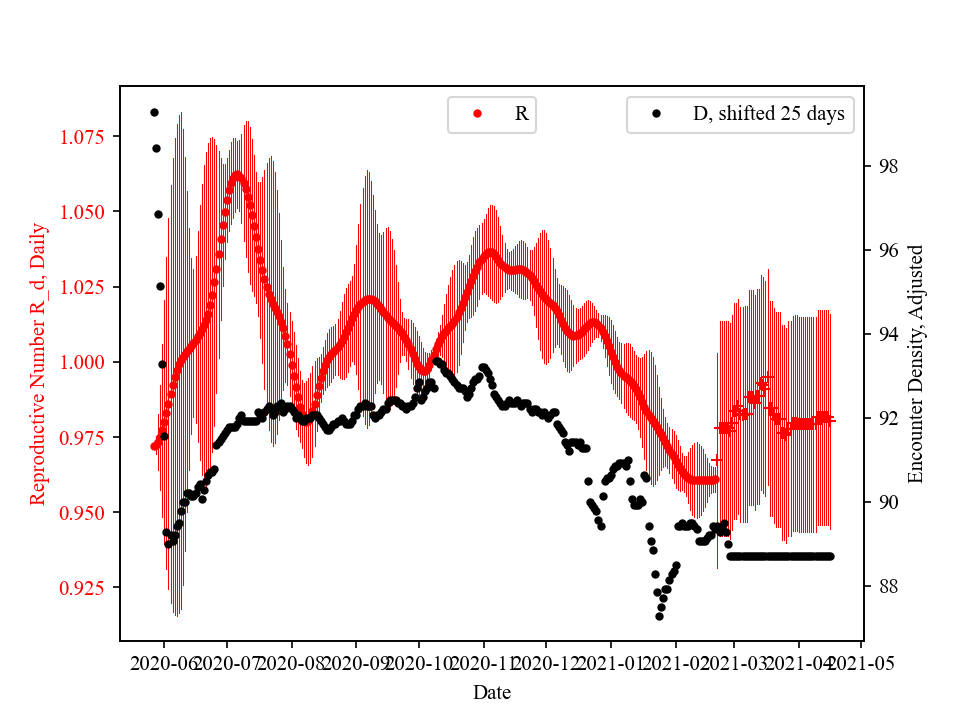 R
D, shifted 25 days
1.075
1.050
1.025
1.000
0.975
0.950
0.925
Reproductive Number R_d, Daily
98
96
94
92
90
88
Encounter Density, Adjusted
2020-06 2020-07 2020-08 2020-09 2020-10 2020-11 2020-12 2021-01 2021-02 2021-03 2021-04 2021-05
Date